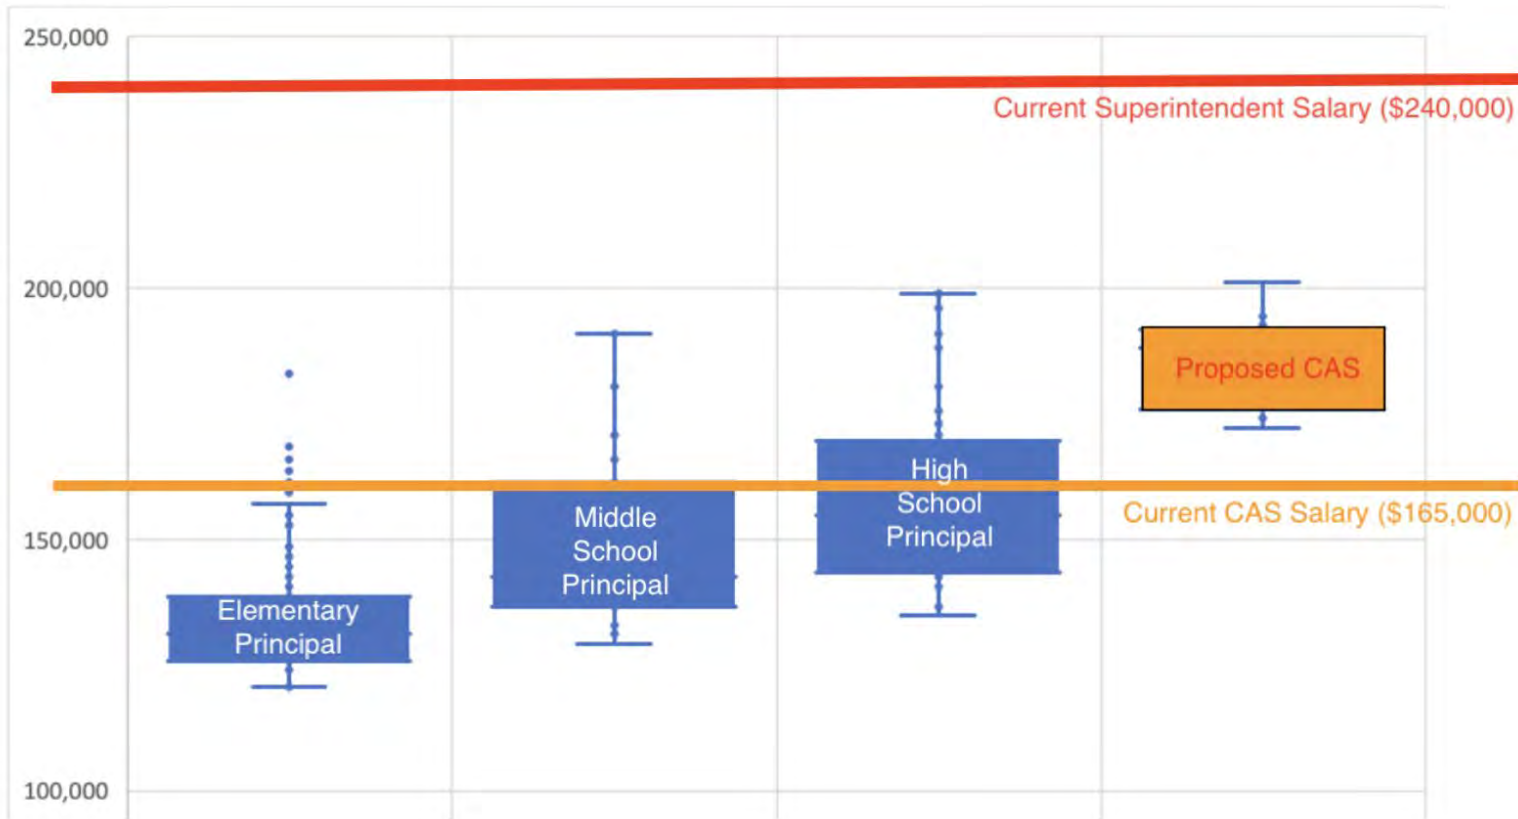 250,000
Current Superintendent Salary ($240,000)
200,000
Proposed CAS
High
School
Principal
Middle
School
Principal
Current CAS Salary ($165,000)
150,000
Elementary
Principal
100,000